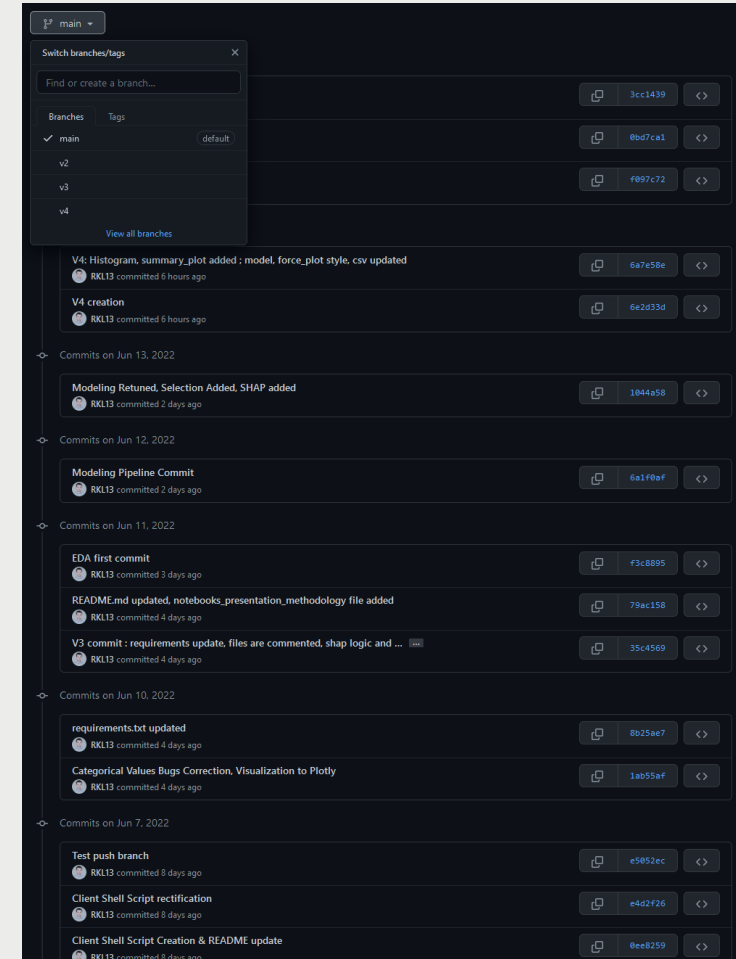 main
Switch branches/tags
Find or create a branch...
Branches Tags
main default
v2
v3
v4
View all branches
3cc1439
0bd7ca1
f097c72
V4: Histogram, summary_plot added ; model, force_plot style, csv updated
RKL13 committed 6 hours ago
6a7e58e
V4 creation
RKL13 committed 6 hours ago
6e2d33d
Commits on Jun 13, 2022
Modeling Retuned, Selection Added, SHAP added
RKL13 committed 2 days ago
1044a58
Commits on Jun 12, 2022
Modeling Pipeline Commit
RKL13 committed 2 days ago
6a1f0af
Commits on Jun 11, 2022
EDA first commit
RKL13 committed 3 days ago
f3c8895
README.md updated, notebooks_presentation_methodology file added
RKL13 committed 4 days ago
79ac158
V3 commit : requirements update, files are commented, shap logic and ... ...
RKL13 committed 4 days ago
35c4569
Commits on Jun 10, 2022
requirements.txt updated
RKL13 committed 4 days ago
8b25ae7
Categorical Values Bugs Correction, Visualization to Plotly
RKL13 committed 4 days ago
1ab55af
Commits on Jun 7, 2022
Test push branch
RKL13 committed 8 days ago
e5052ec
Client Shell Script rectification
RKL13 committed 8 days ago
e4d2f26
Client Shell Script Creation & README update
RKL13 committed 8 days ago
0ee8259